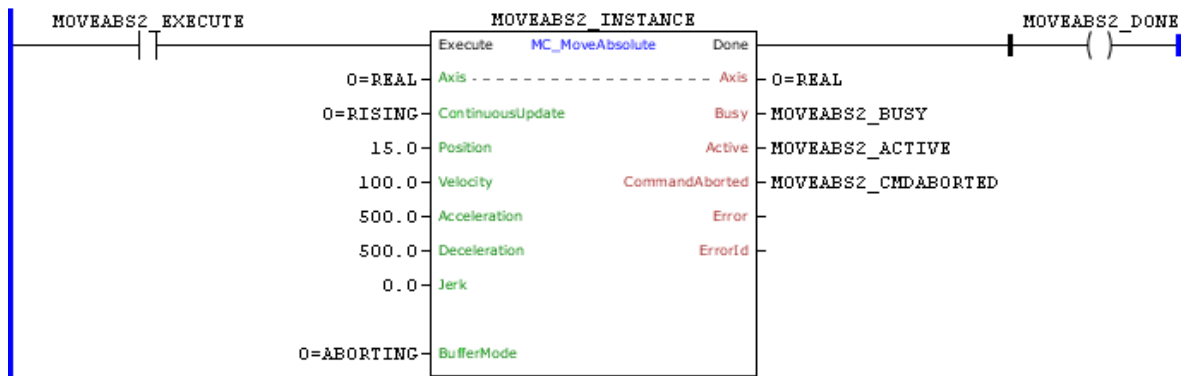 MOVEABS2_EXECUTE MOVEABS2_INSTANCE MOVEABS2_DONE
Execute MC_MoveAbsolute Done
0=REAL Axis Axis 0=REAL
0=RISING ContinuousUpdate Busy MOVEABS2_BUSY
15.0 Position Active MOVEABS2_ACTIVE
100.0 Velocity CommandAborted MOVEABS2_CMDABORTED
500.0 Acceleration Error
500.0 Deceleration ErrorId
0.0 Jerk
0=ABORTING BufferMode